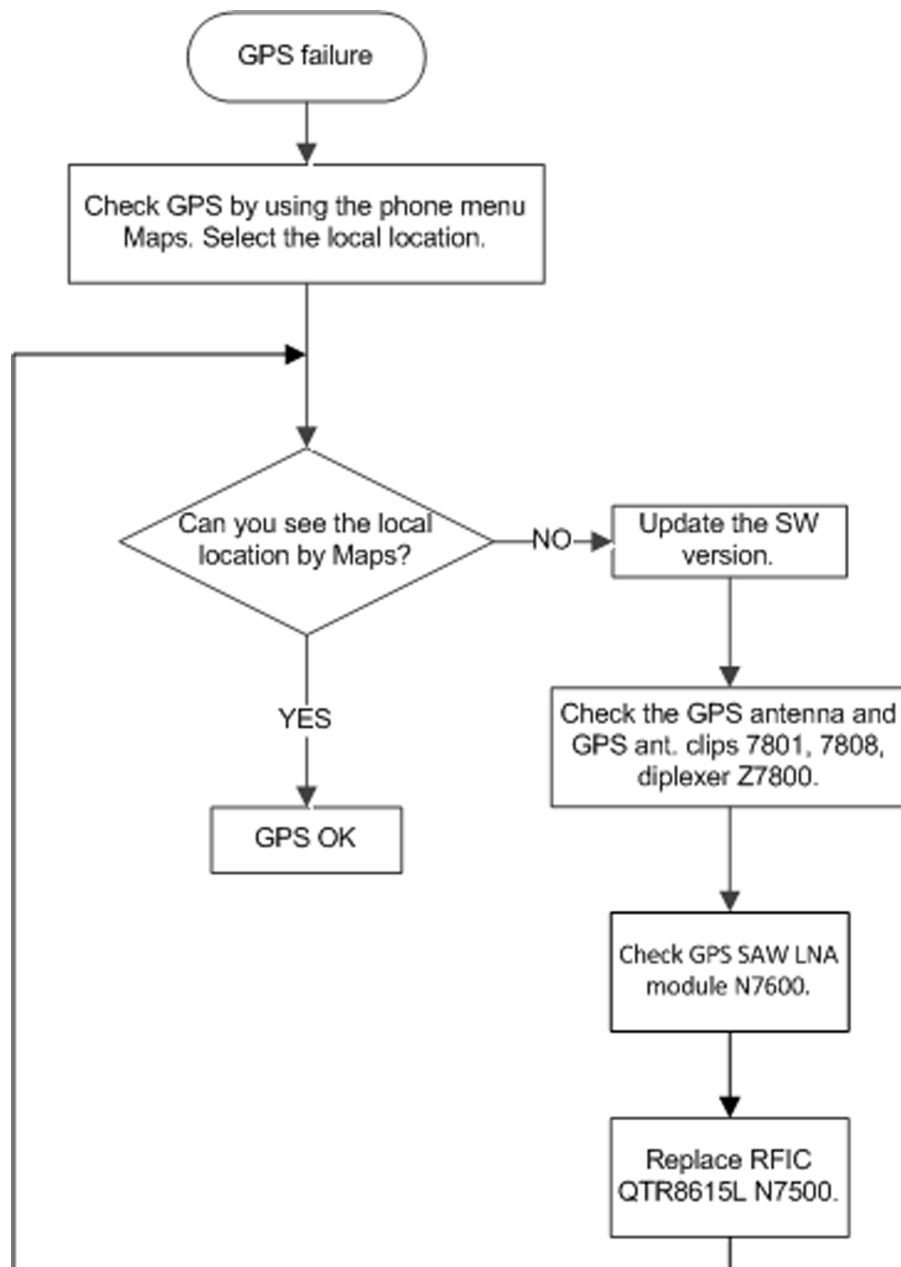 GPS failure
Check GPS by using the phone menu
Maps. Select the local location.
Can you see the local
location by Maps?
NO
Update the SW
version.
YES
Check the GPS antenna and
GPS ant. clips 7801, 7808,
diplexer Z7800.
GPS OK
Check GPS SAW LNA
module N7600.
Replace RFIC
QTR8615L N7500.